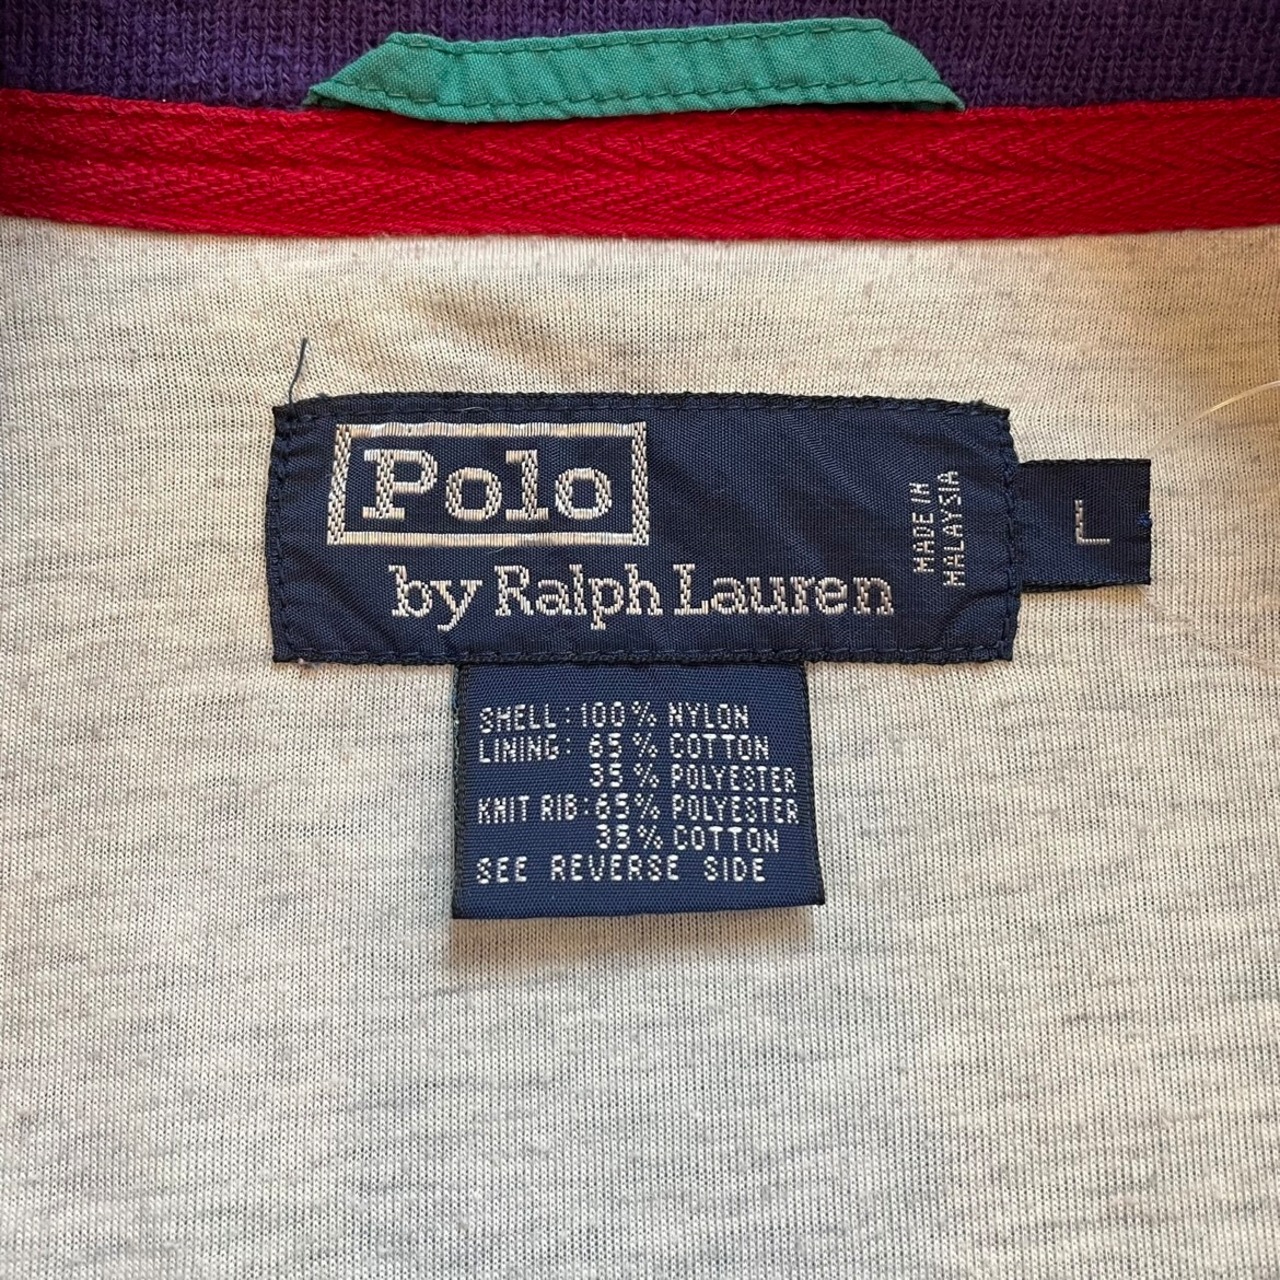 Polo
by Ralph Lauren
MADE IN
MALAYSIA
L
SHELL: 100% NYLON
LINING: 65% COTTON
35% POLYESTER
KNIT RIB: 65% POLYESTER
35% COTTON
SEE REVERSE SIDE